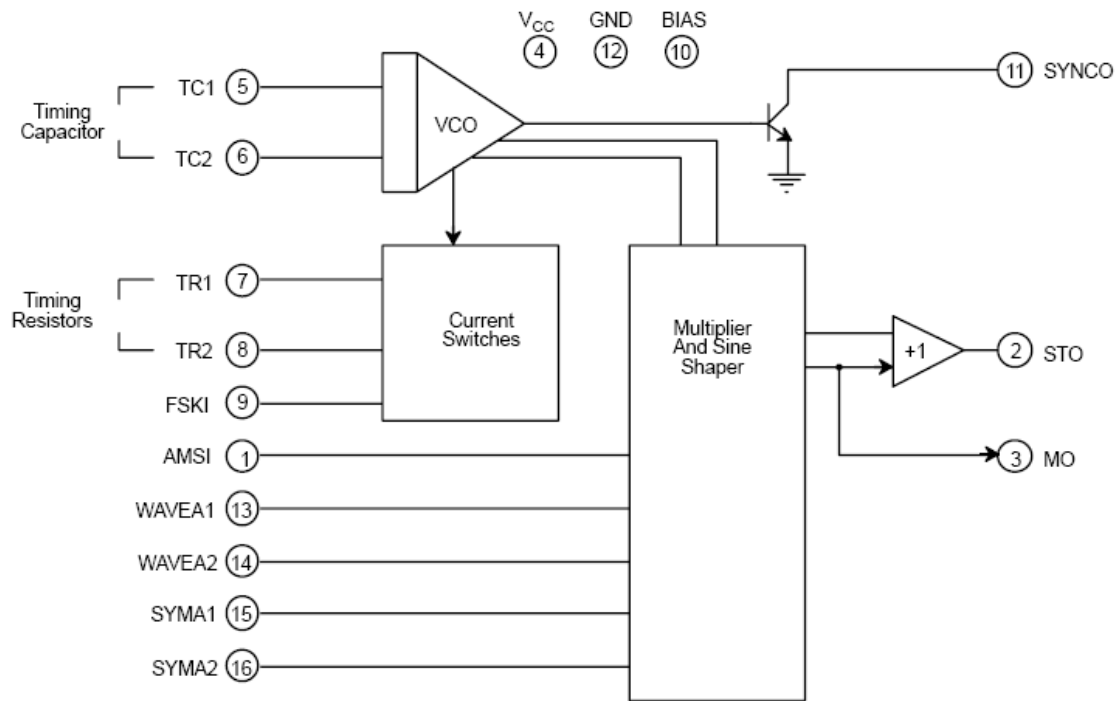 VCC GND BIAS
4 12 10
11 SYNCO
TC1 5
Timing
Capacitor
VCO
TC2 6
TR1 7
Timing
Resistors
Current
Switches
Multiplier
And Sine
Shaper
+1
2 STO
TR2 8
FSKI 9
AMSI 1
3 MO
WAVEA1 13
WAVEA2 14
SYMA1 15
SYMA2 16